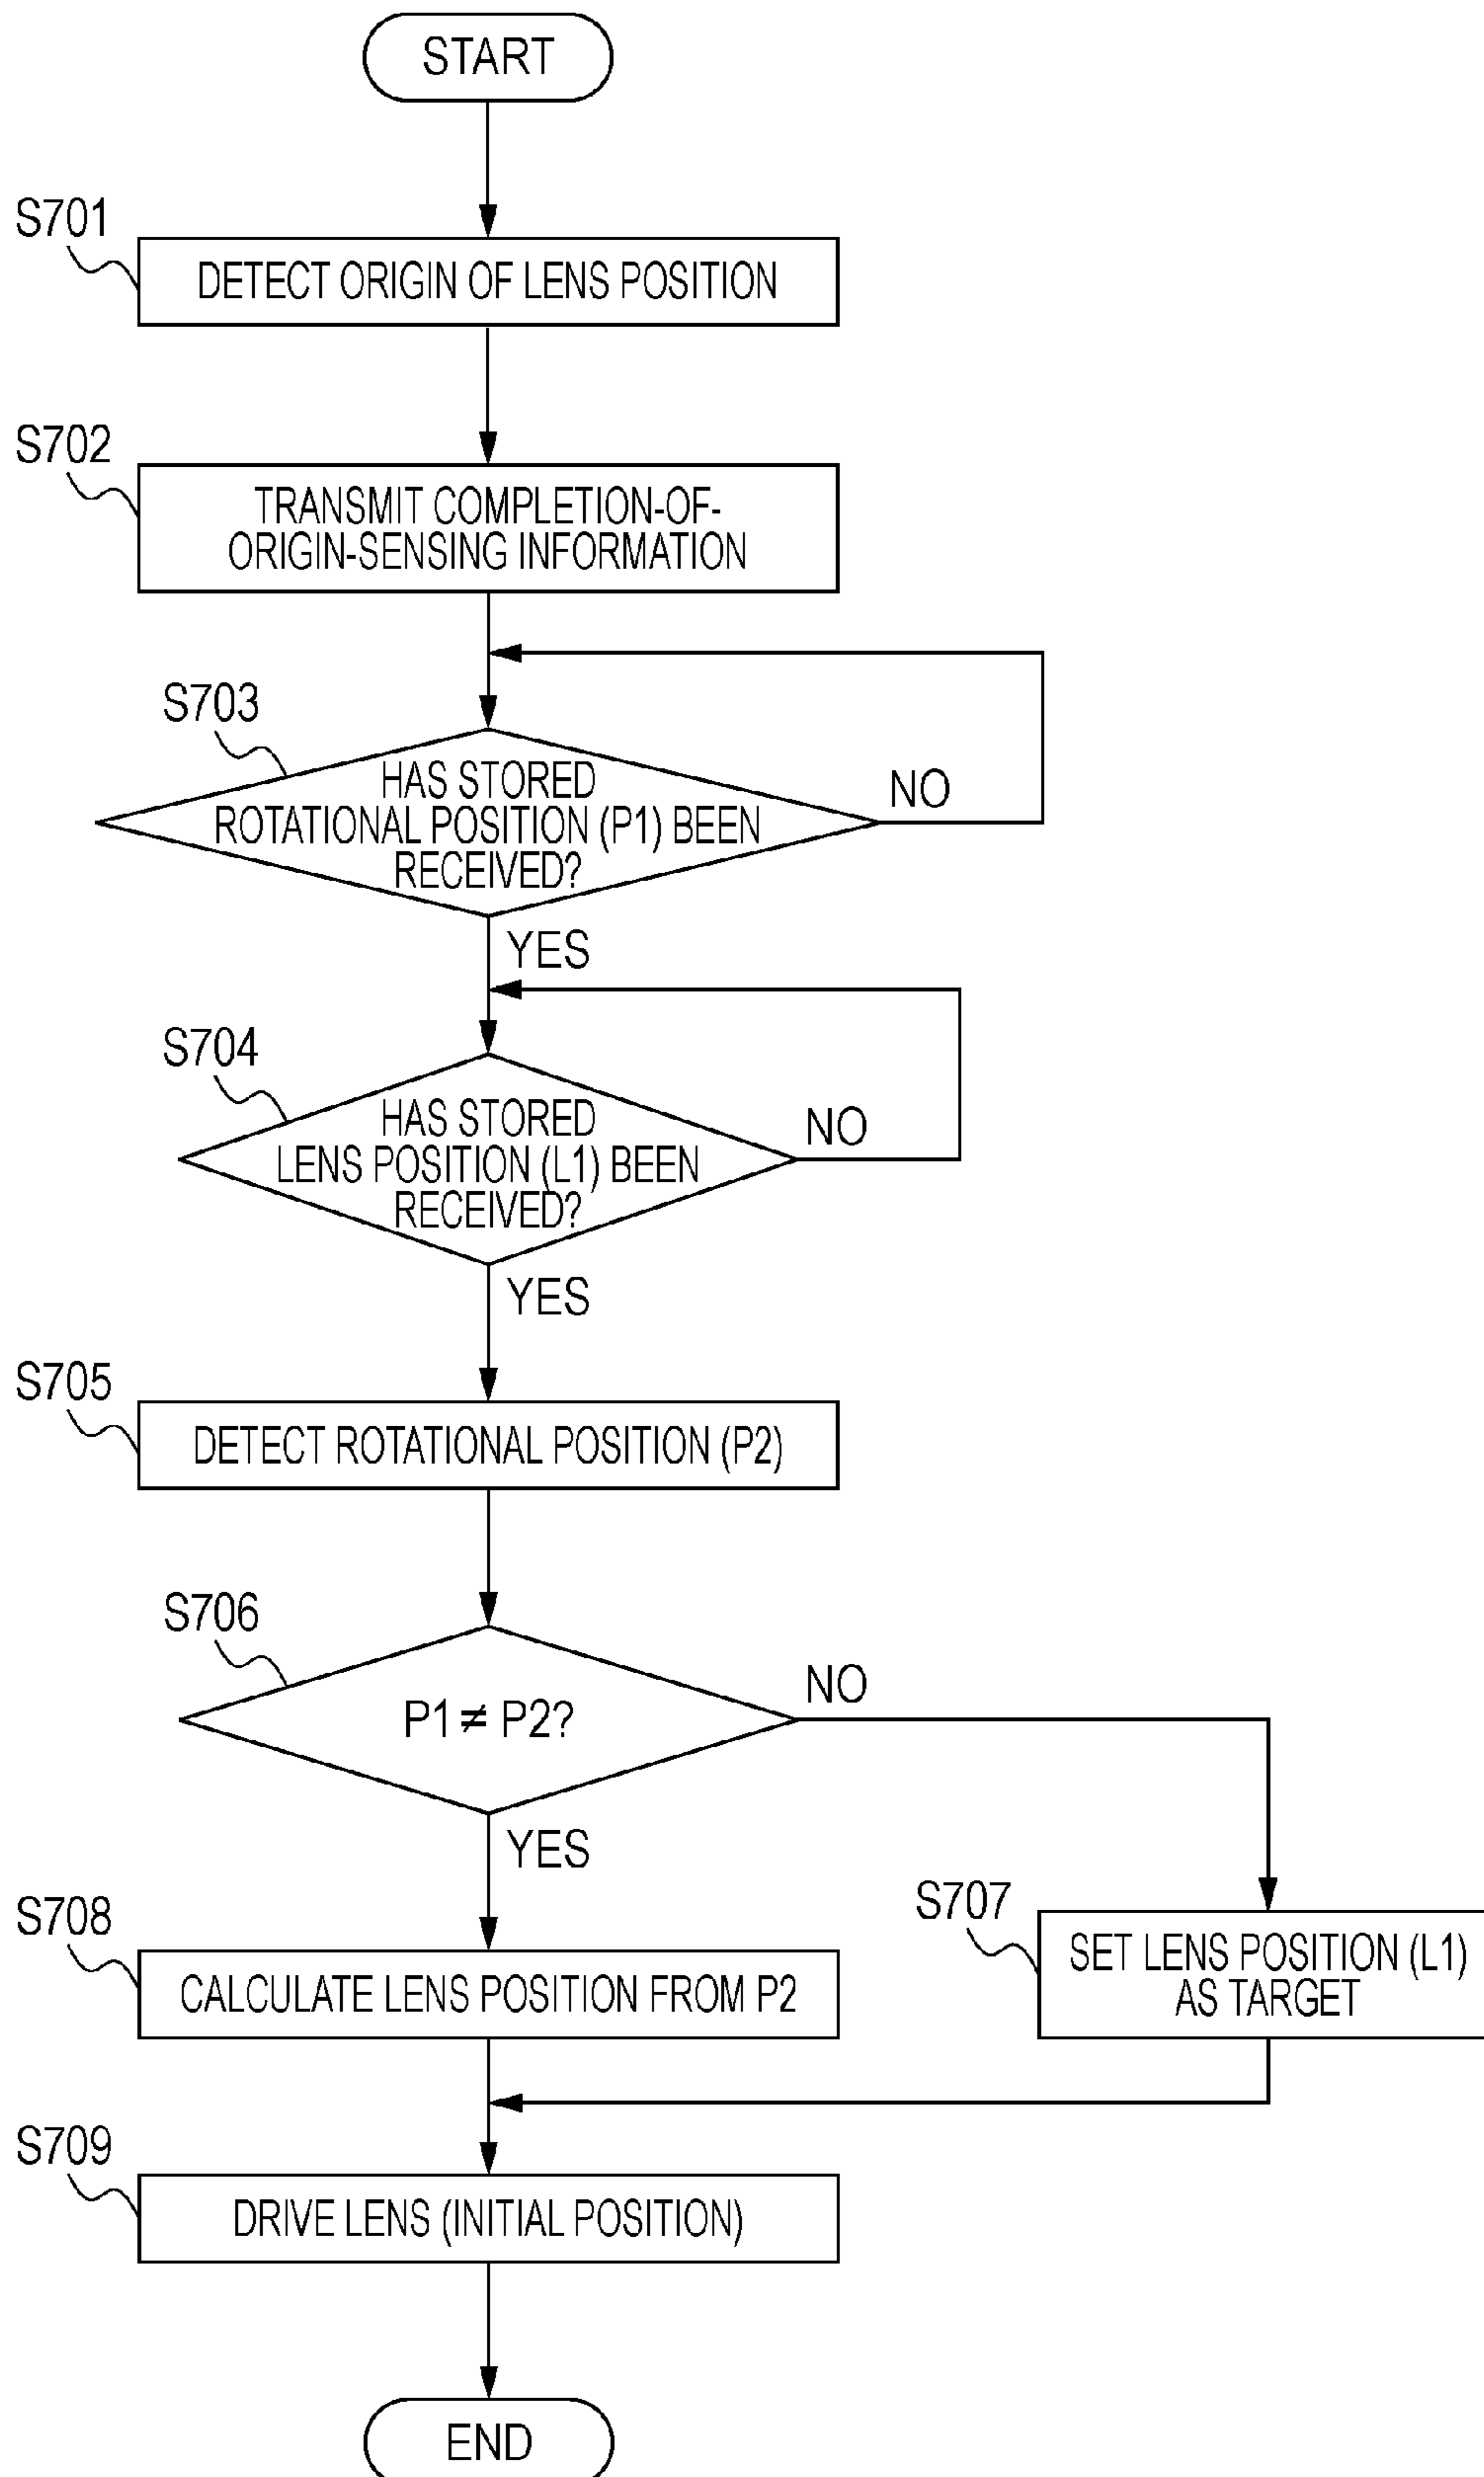 START
S701
DETECT ORIGIN OF LENS POSITION
S702
TRANSMIT COMPLETION-OF-
ORIGIN-SENSING INFORMATION
S703
HAS STORED
ROTATIONAL POSITION (P1) BEEN
RECEIVED?
NO
YES
S704
HAS STORED
LENS POSITION (L1) BEEN
RECEIVED?
NO
YES
S705
DETECT ROTATIONAL POSITION (P2)
S706
P1 ≠ P2?
NO
YES
S708
CALCULATE LENS POSITION FROM P2
S707
SET LENS POSITION (L1)
AS TARGET
S709
DRIVE LENS (INITIAL POSITION)
END